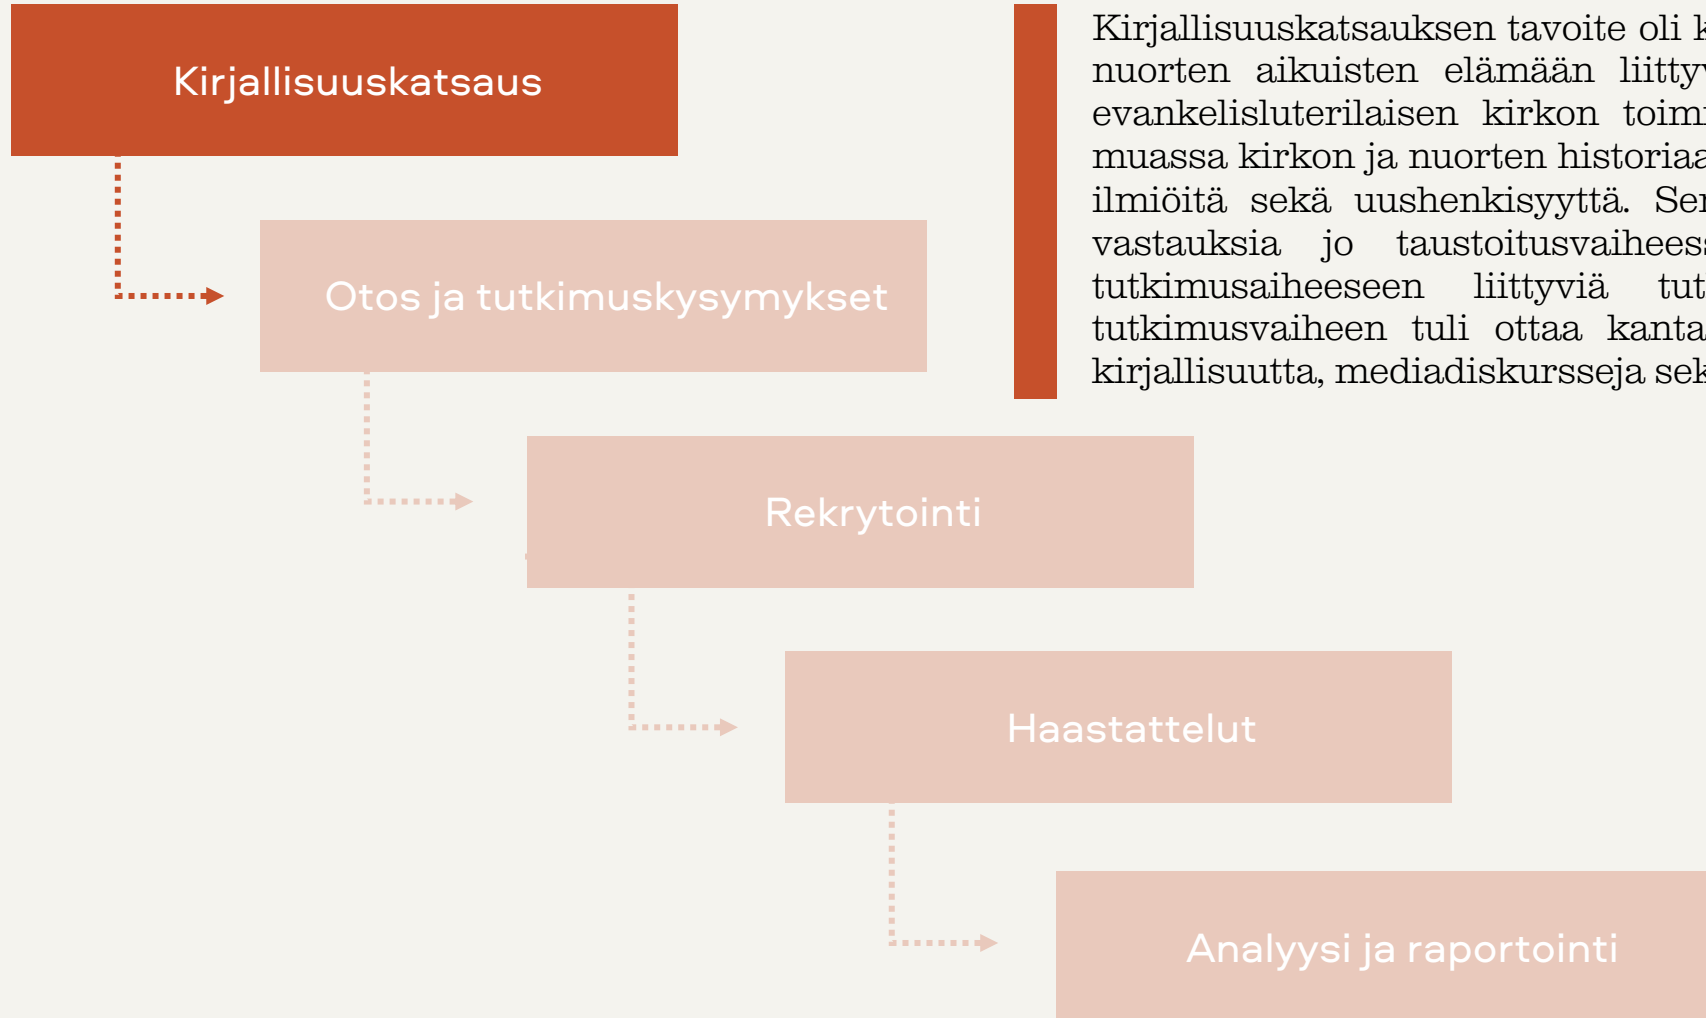 Kirjallisuuskatsaus
Kirjallisuuskatsauksen tavoite oli
nuorten aikuisten elämään
evankelisluterilaisen kirkon
muassa kirkon ja nuorten
ilmiöitä sekä uushenkisyyttä.
vastauksia jo
tutkimusaiheeseen liittyviä
tutkimusvaiheen tuli ottaa
kirjallisuutta, mediadiskursseja
Otos ja tutkimuskysymykset
Rekrytointi
Haastattelut
Analyysi ja raportointi